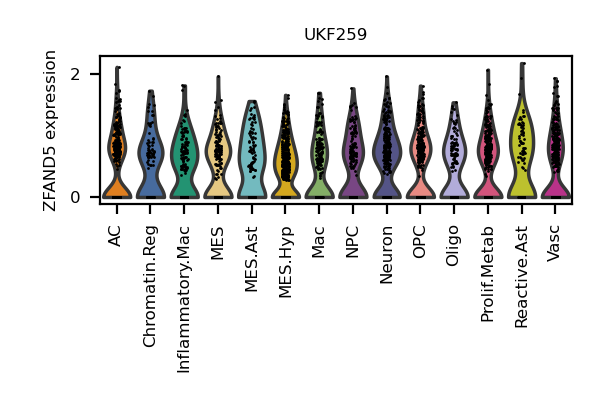 UKF259
ZFAND5 expression
2
0
AC
Chromatin.Reg
Inflammatory.Mac
MES
MES.Ast
MES.Hyp
Mac
NPC
Neuron
OPC
Oligo
Prolif.Metab
Reactive.Ast
Vasc